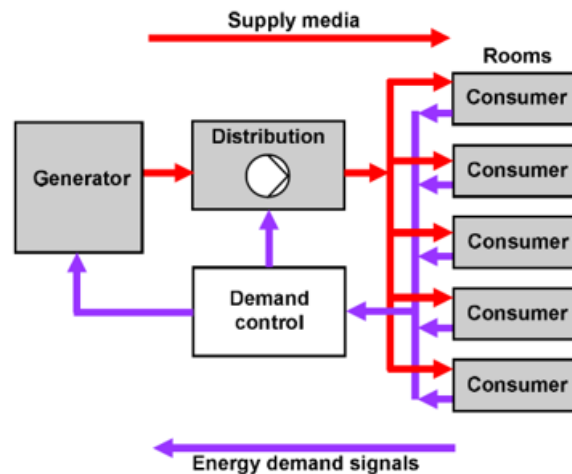 Supply media
Rooms
Consumer
Distribution
Generator
Consumer
Consumer
Demand
control
Consumer
Consumer
Energy demand signals